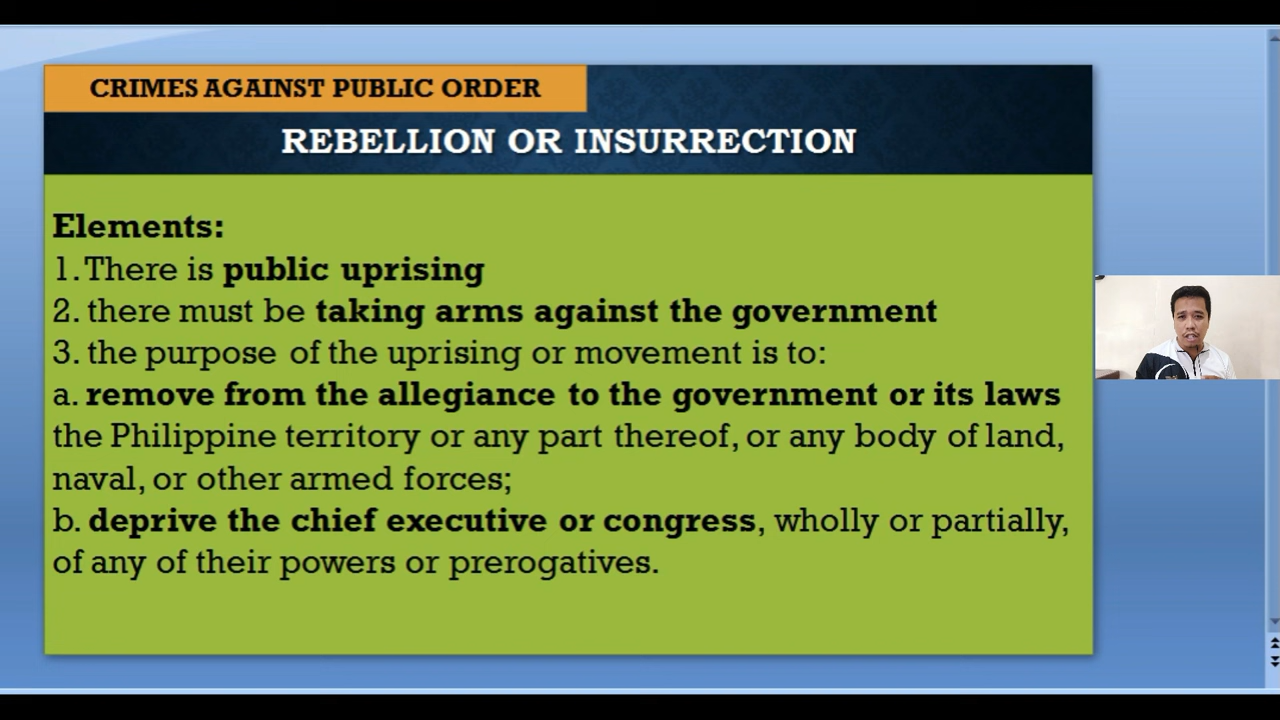 CRIMES AGAINST PUBLIC ORDER
REBELLION OR INSURRECTION
Elements:
1. There is public uprising
2. there must be taking arms against the government
3. the purpose of the uprising or movement is to:
a. remove from the allegiance to the government or its laws
the Philippine territory or any part thereof, or any body of land,
naval, or other armed forces;
b. deprive the chief executive or congress, wholly or partially,
of any of their powers or prerogatives.